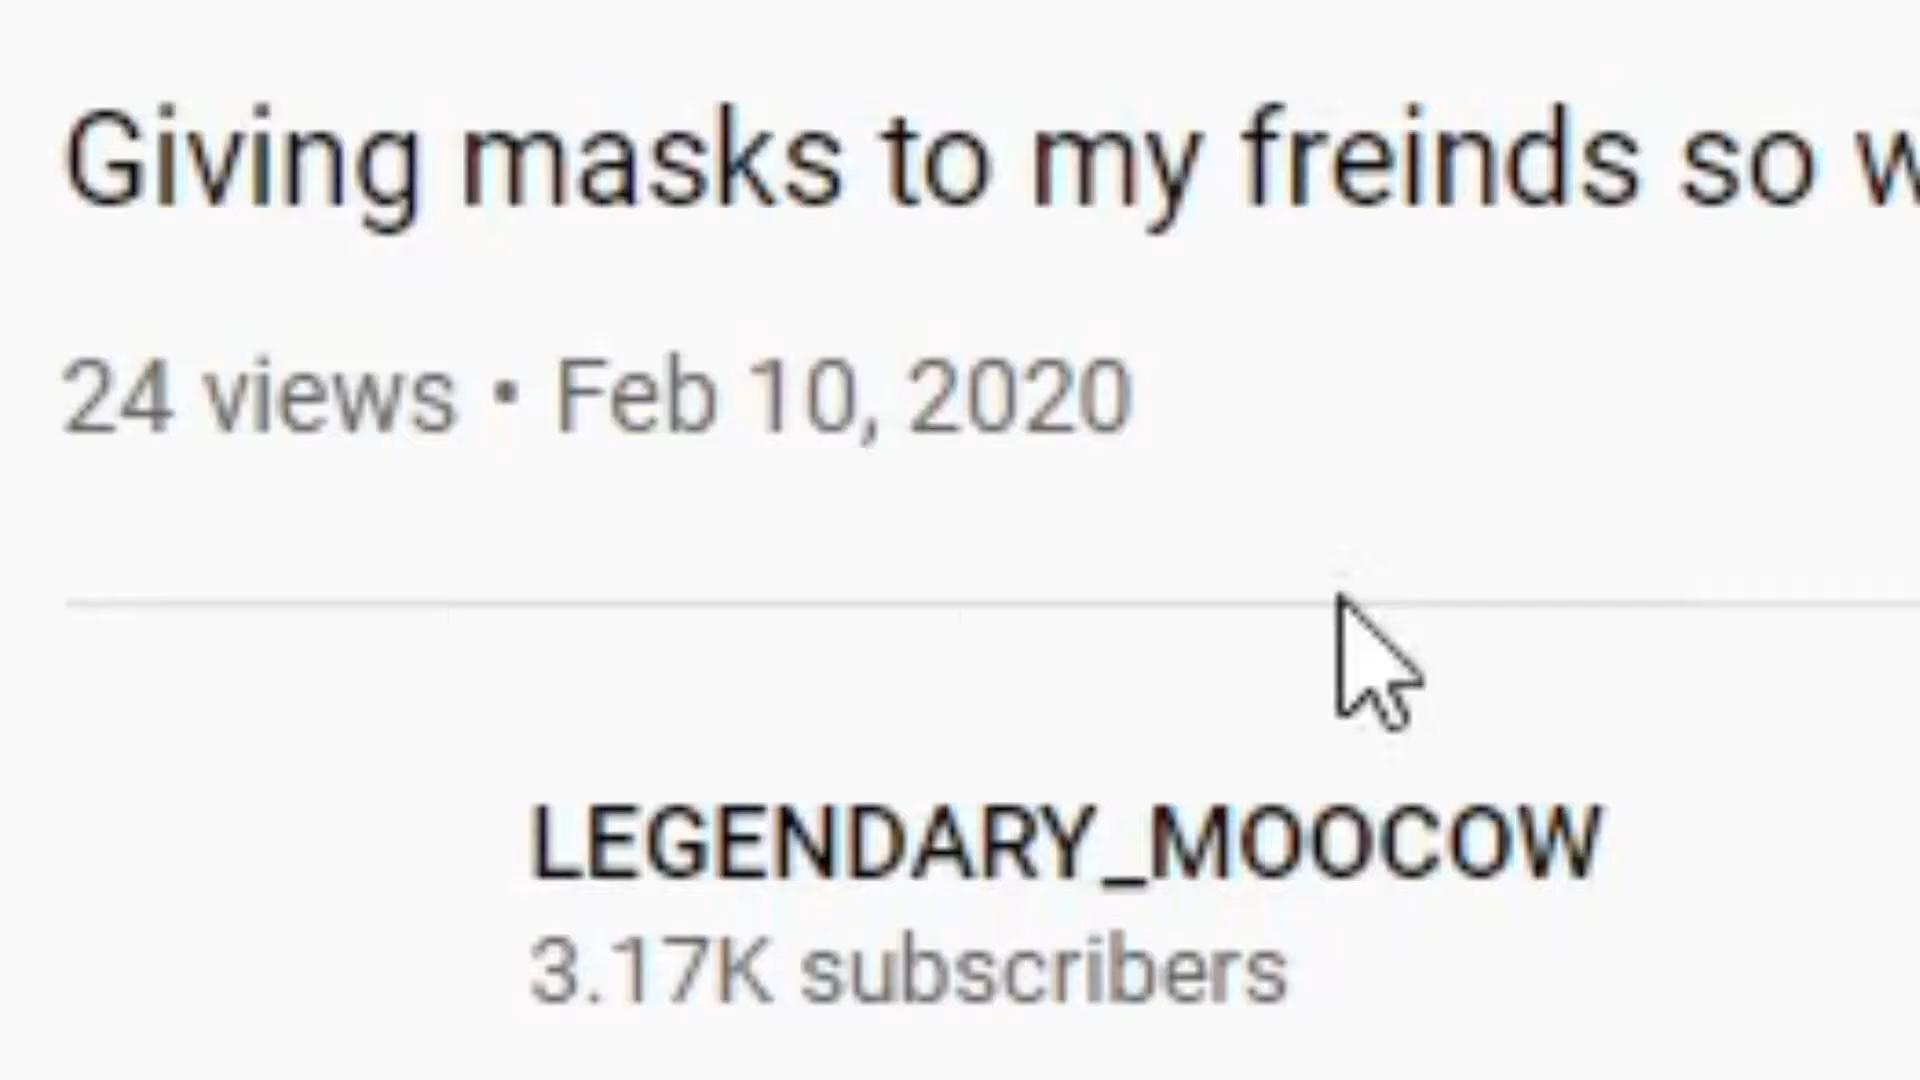 Giving masks to my freinds so w
24 views • Feb 10, 2020
LEGENDARY_MOOCOW
3.17K subscribers